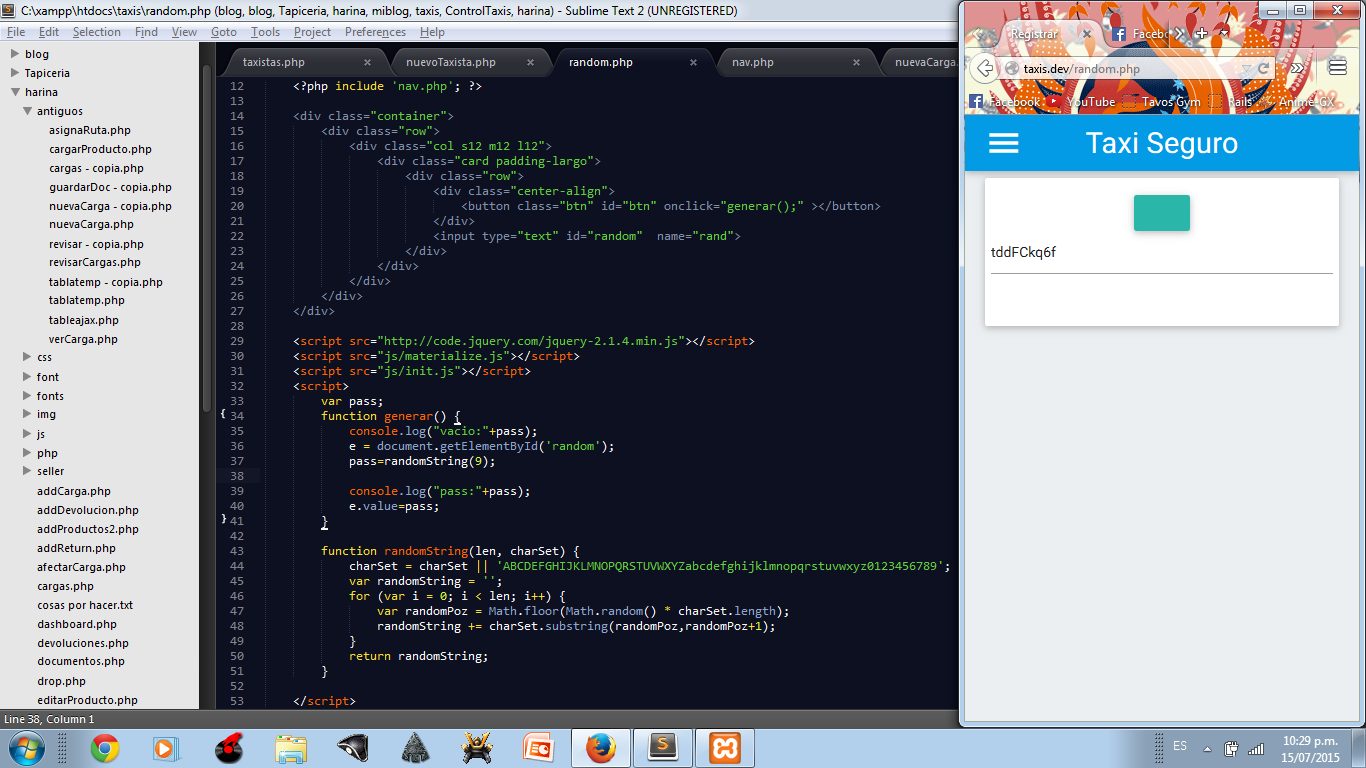 C:\xampp\htdocs\taxis\random.php (blog, blog, Tapiceria, harina, miblog, taxis, ControlTaxis, harina) - Sublime Text 2 (UNREGISTERED)
File Edit Selection Find View Goto Tools Project Preferences Help
blog
Tapiceria
harina
antiguos
asignaRuta.php
cargarProducto.php
cargas - copia.php
guardarDoc - copia.php
nuevaCarga - copia.php
nuevaCarga.php
revisar - copia.php
revisarCargas.php
tablatemp - copia.php
tablatemp.php
tableajax.php
verCarga.php
css
font
fonts
img
js
php
seller
addCarga.php
addDevolucion.php
addProductos2.php
addReturn.php
afectarCarga.php
cargas.php
cosas por hacer.txt
dashboard.php
devoluciones.php
documentos.php
drop.php
editarProducto.php
taxistas.php × nuevoTaxista.php × random.php × nav.php × nuevaCarga.
12 <?php include 'nav.php'; ?>
13
14 <div class="container">
15 <div class="row">
16 <div class="col s12 m12 l12">
17 <div class="card padding-largo">
18 <div class="row">
19 <div class="center-align">
20 <button class="btn" id="btn" onclick="generar();" ></button>
21 </div>
22 <input type="text" id="random"  name="rand">
23 </div>
24 </div>
25 </div>
26 </div>
27 </div>
28
29 <script src="http://code.jquery.com/jquery-2.1.4.min.js"></script>
30 <script src="js/materialize.js"></script>
31 <script src="js/init.js"></script>
32 <script>
33 var pass;
{ 34 function generar() {
35 console.log("vacio:"+pass);
36 e = document.getElementById('random');
37 pass=randomString(9);
38
39 console.log("pass:"+pass);
40 e.value=pass;
} 41 }
42
43 function randomString(len, charSet) {
44 charSet = charSet || 'ABCDEFGHIJKLMNOPQRSTUVWXYZabcdefghijklmnopqrstuvwxyz0123456789';
45 var randomString = '';
46 for (var i = 0; i < len; i++) {
47 var randomPoz = Math.floor(Math.random() * charSet.length);
48 randomString += charSet.substring(randomPoz,randomPoz+1);
49 }
50 return randomString;
51 }
52
53 </script>
Line 38, Column 1
Registrar × Faceb
taxis.dev/random.php
Facebook YouTube Tavos Gym Rails Anime-GX
Taxi Seguro
tddFCkq6f
ES
10:29 p.m.
15/07/2015